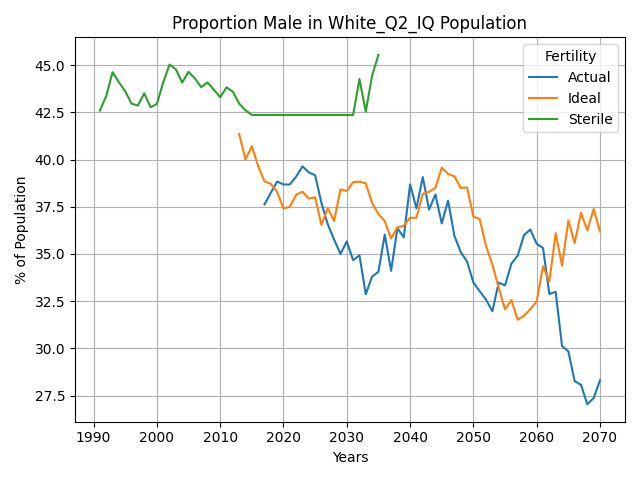 Proportion Male in White_Q2_IQ Population
Fertility
Actual
Ideal
Sterile
% of Population
45.0
42.5
40.0
37.5
35.0
32.5
30.0
27.5
1990 2000 2010 2020 2030 2040 2050 2060 2070
Years